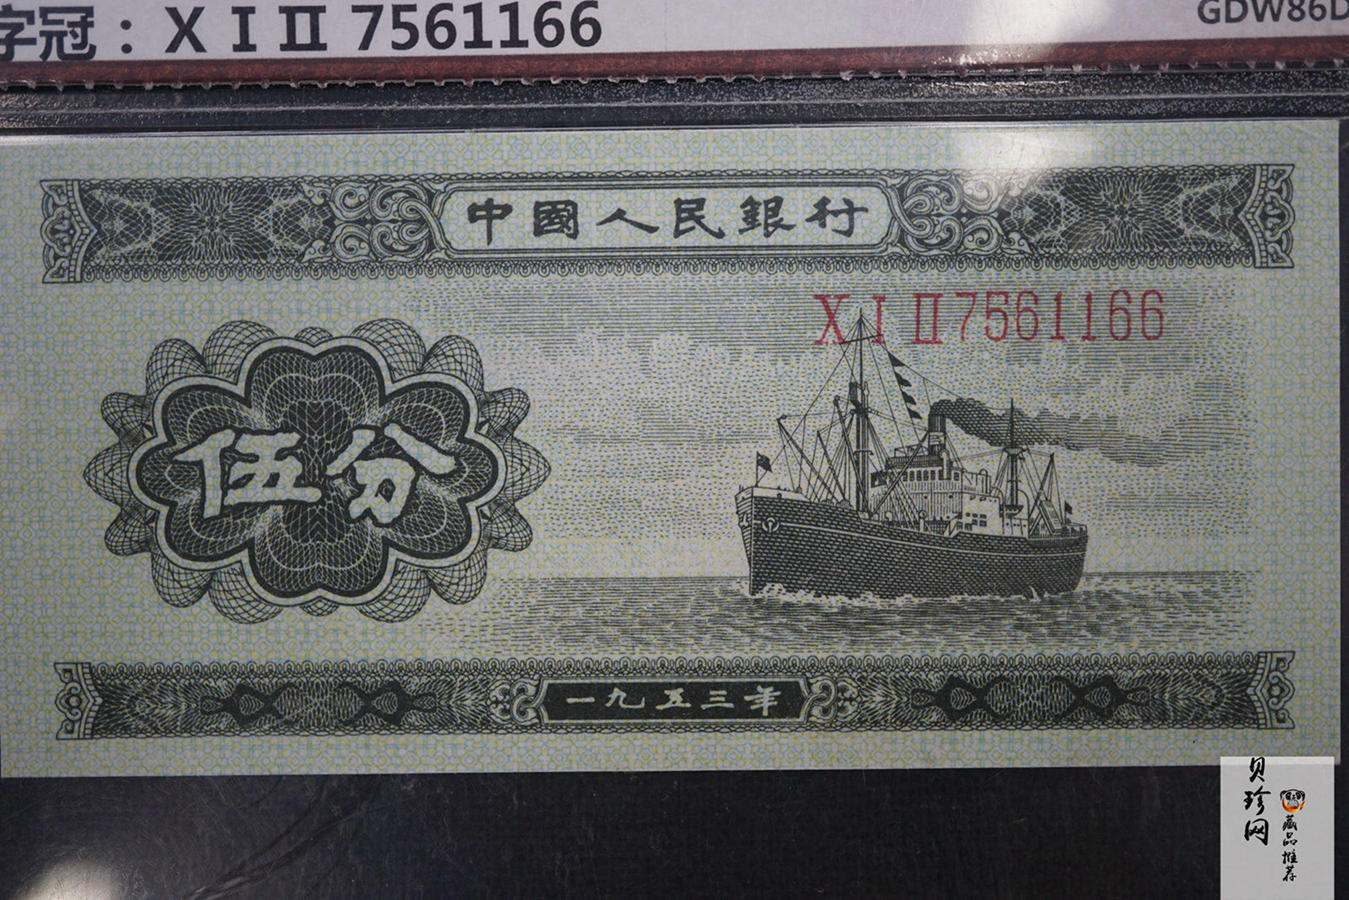 字冠：X I II 7561166
GDW86D
中國人民銀行
X I II 7561166
伍分
一九五三年
贝珍网
藏品推荐